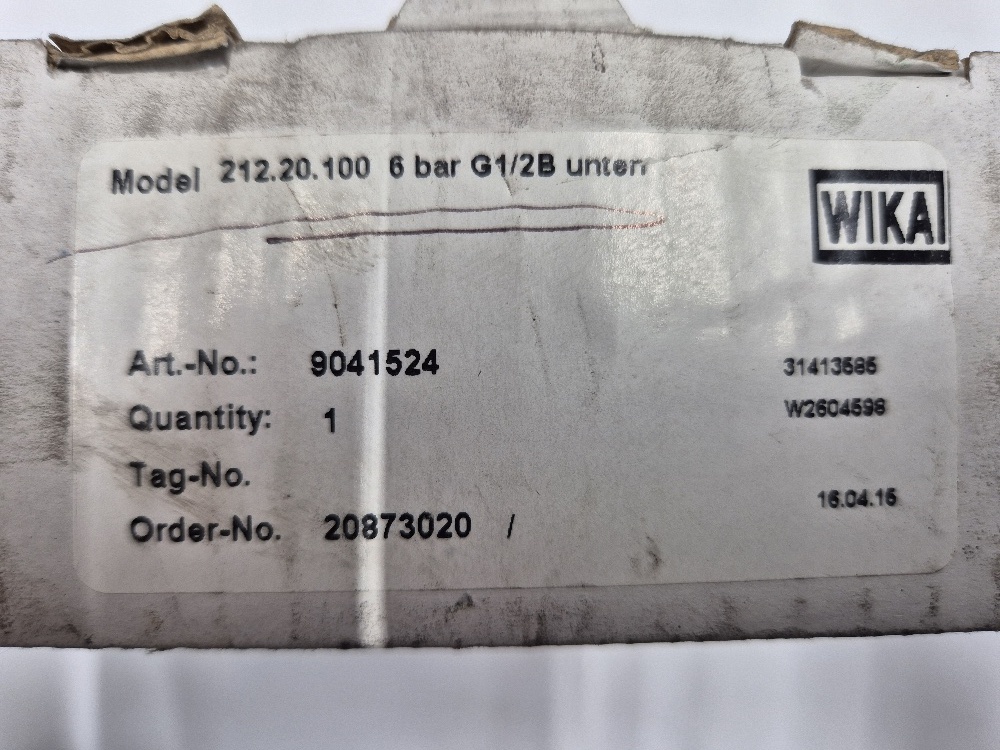 Model 212.20.100 6 bar G1/2B unten
WIKA
Art.-No.: 9041524
31413585
Quantity: 1
W2604598
Tag-No.
16.04.15
Order-No. 20873020 /